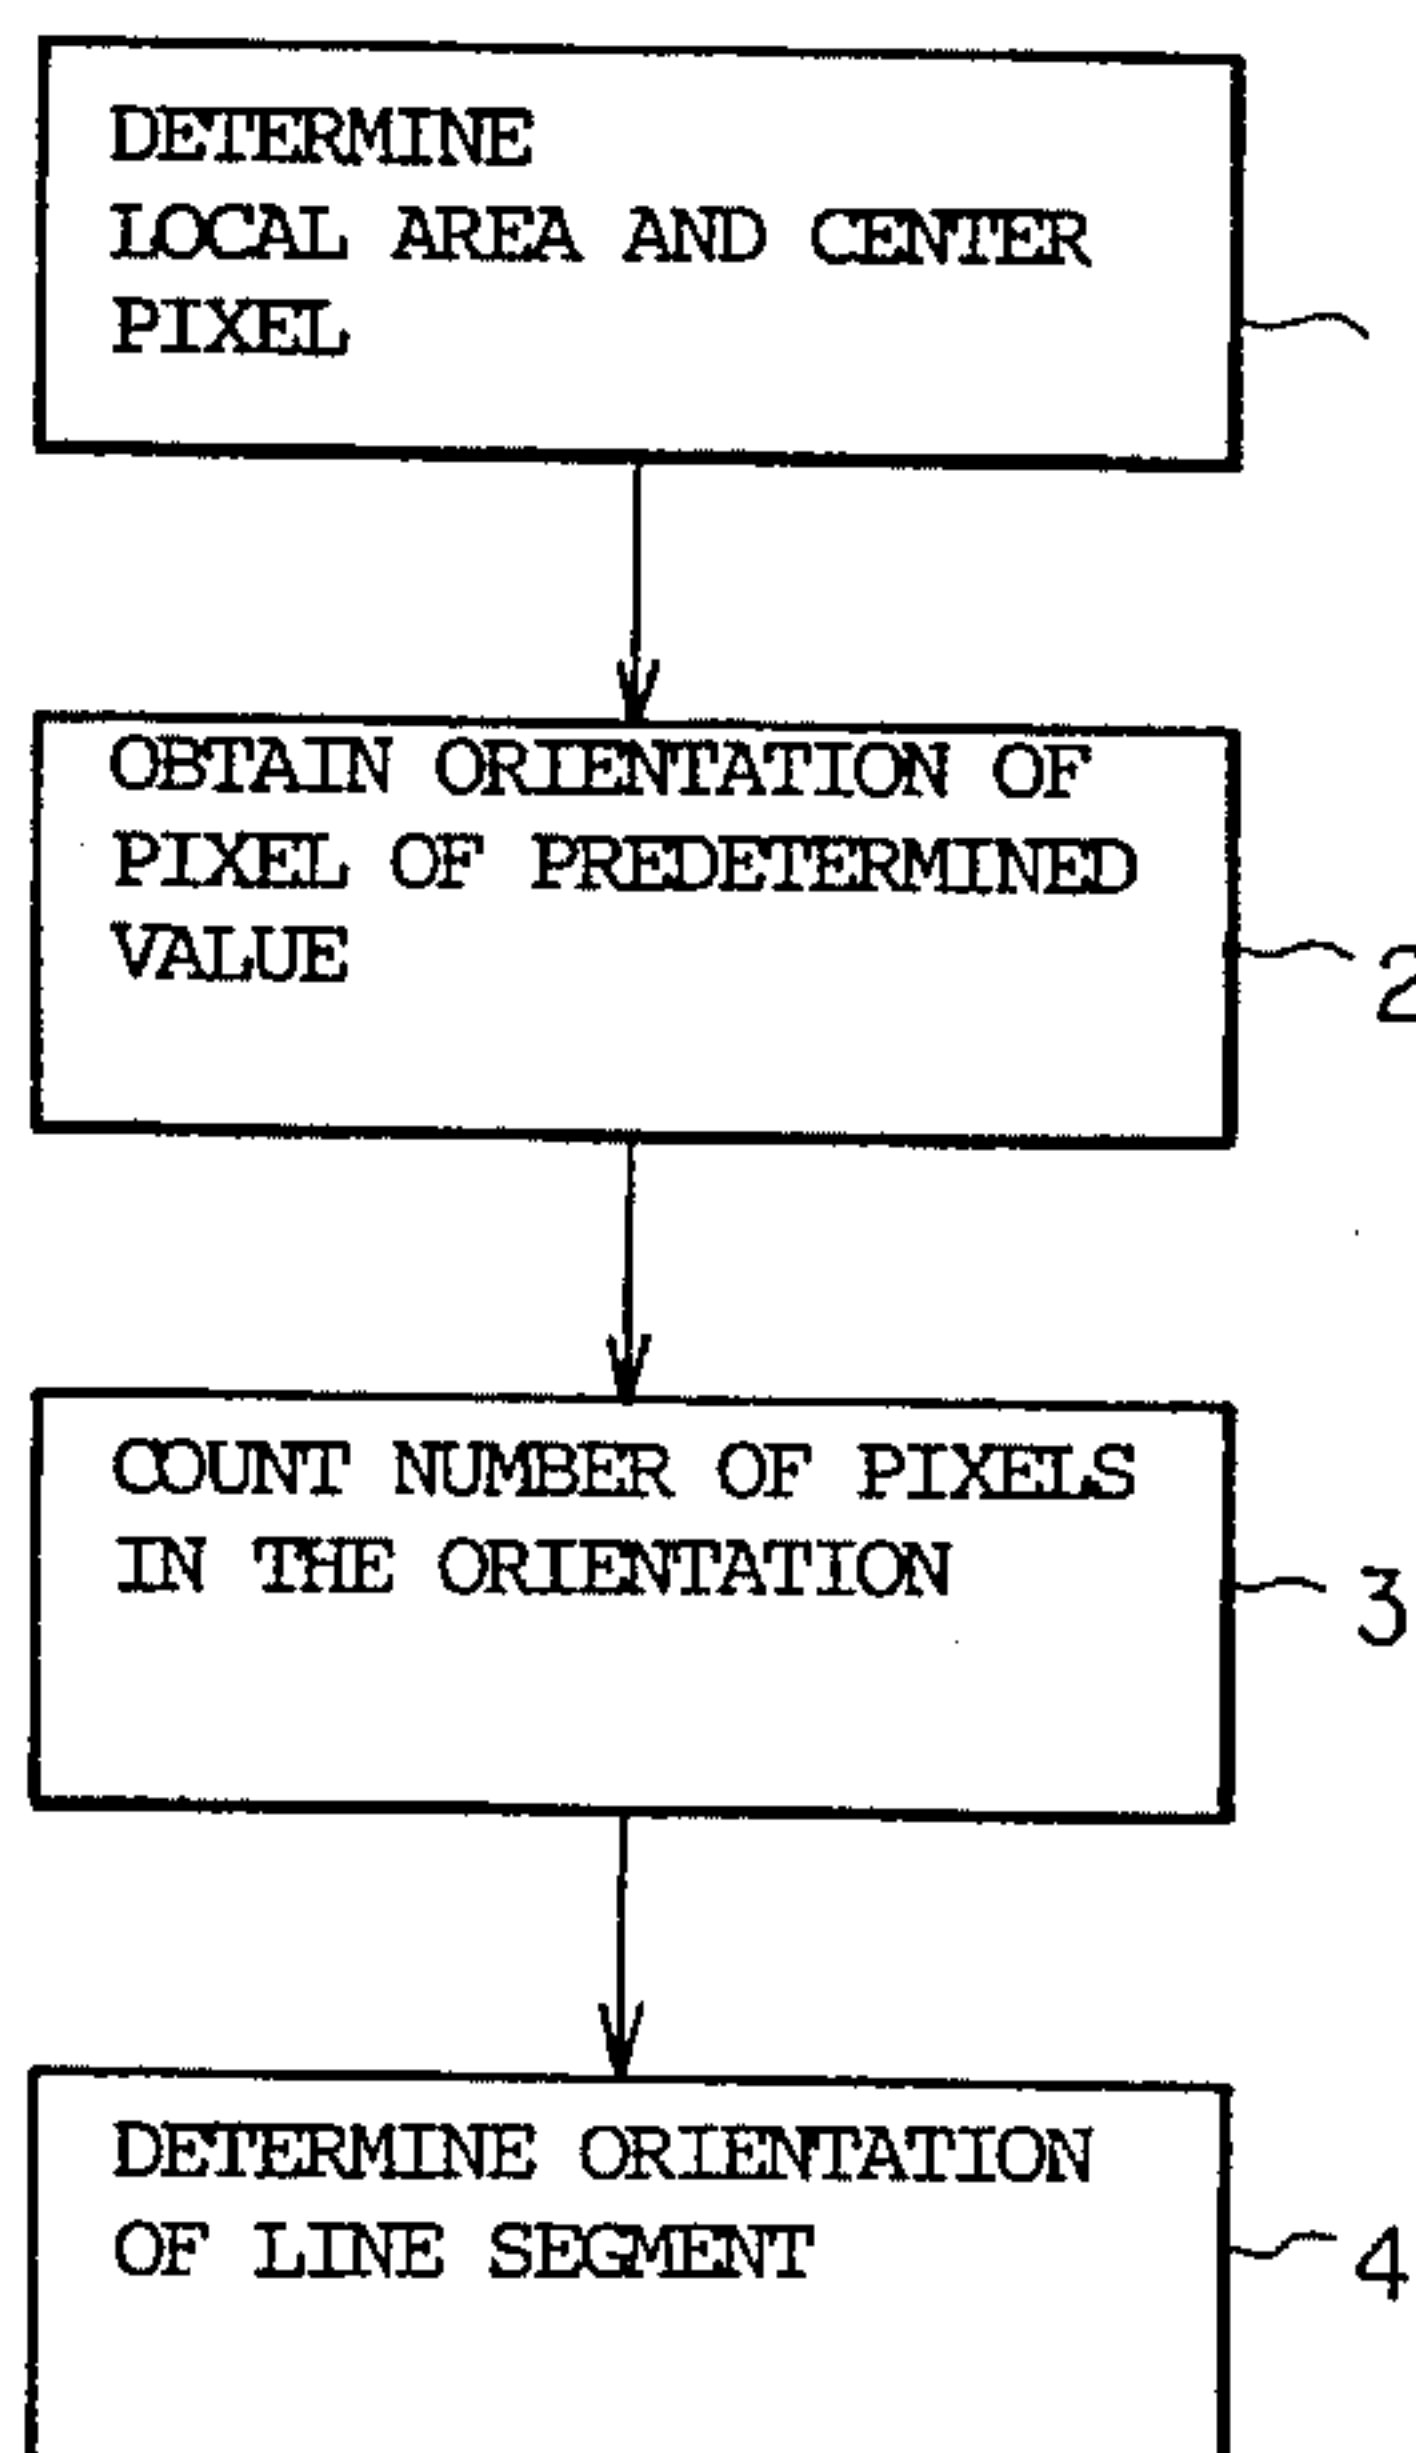 DETERMINE
LOCAL AREA AND CENTER
PIXEL
OBTAIN ORIENTATION OF
PIXEL OF PREDETERMINED
VALUE
2
COUNT NUMBER OF PIXELS
IN THE ORIENTATION
3
DETERMINE ORIENTATION
OF LINE SEGMENT
4